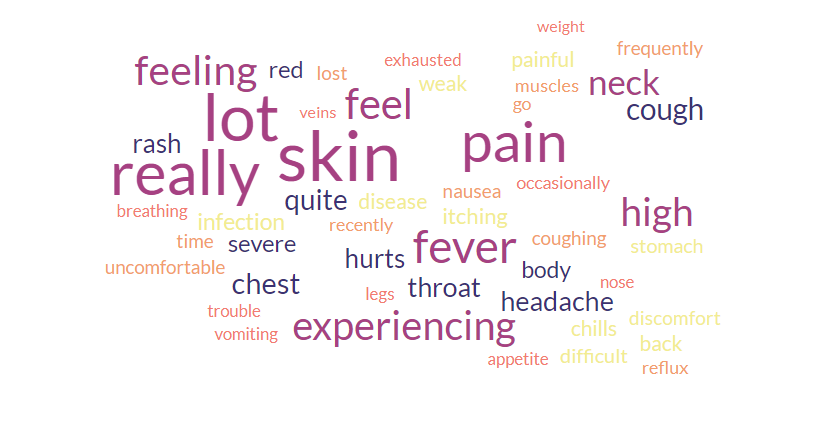 weight
frequently
feeling red lost exhausted painful
weak muscles neck
lot veins feel go cough
rash skin pain
really quite disease nausea occasionally
breathing infection recently itching high
time severe fever coughing stomach
uncomfortable hurts body
chest legs throat nose
trouble headache
vomiting experiencing chills discomfort
appetite difficult back
reflux